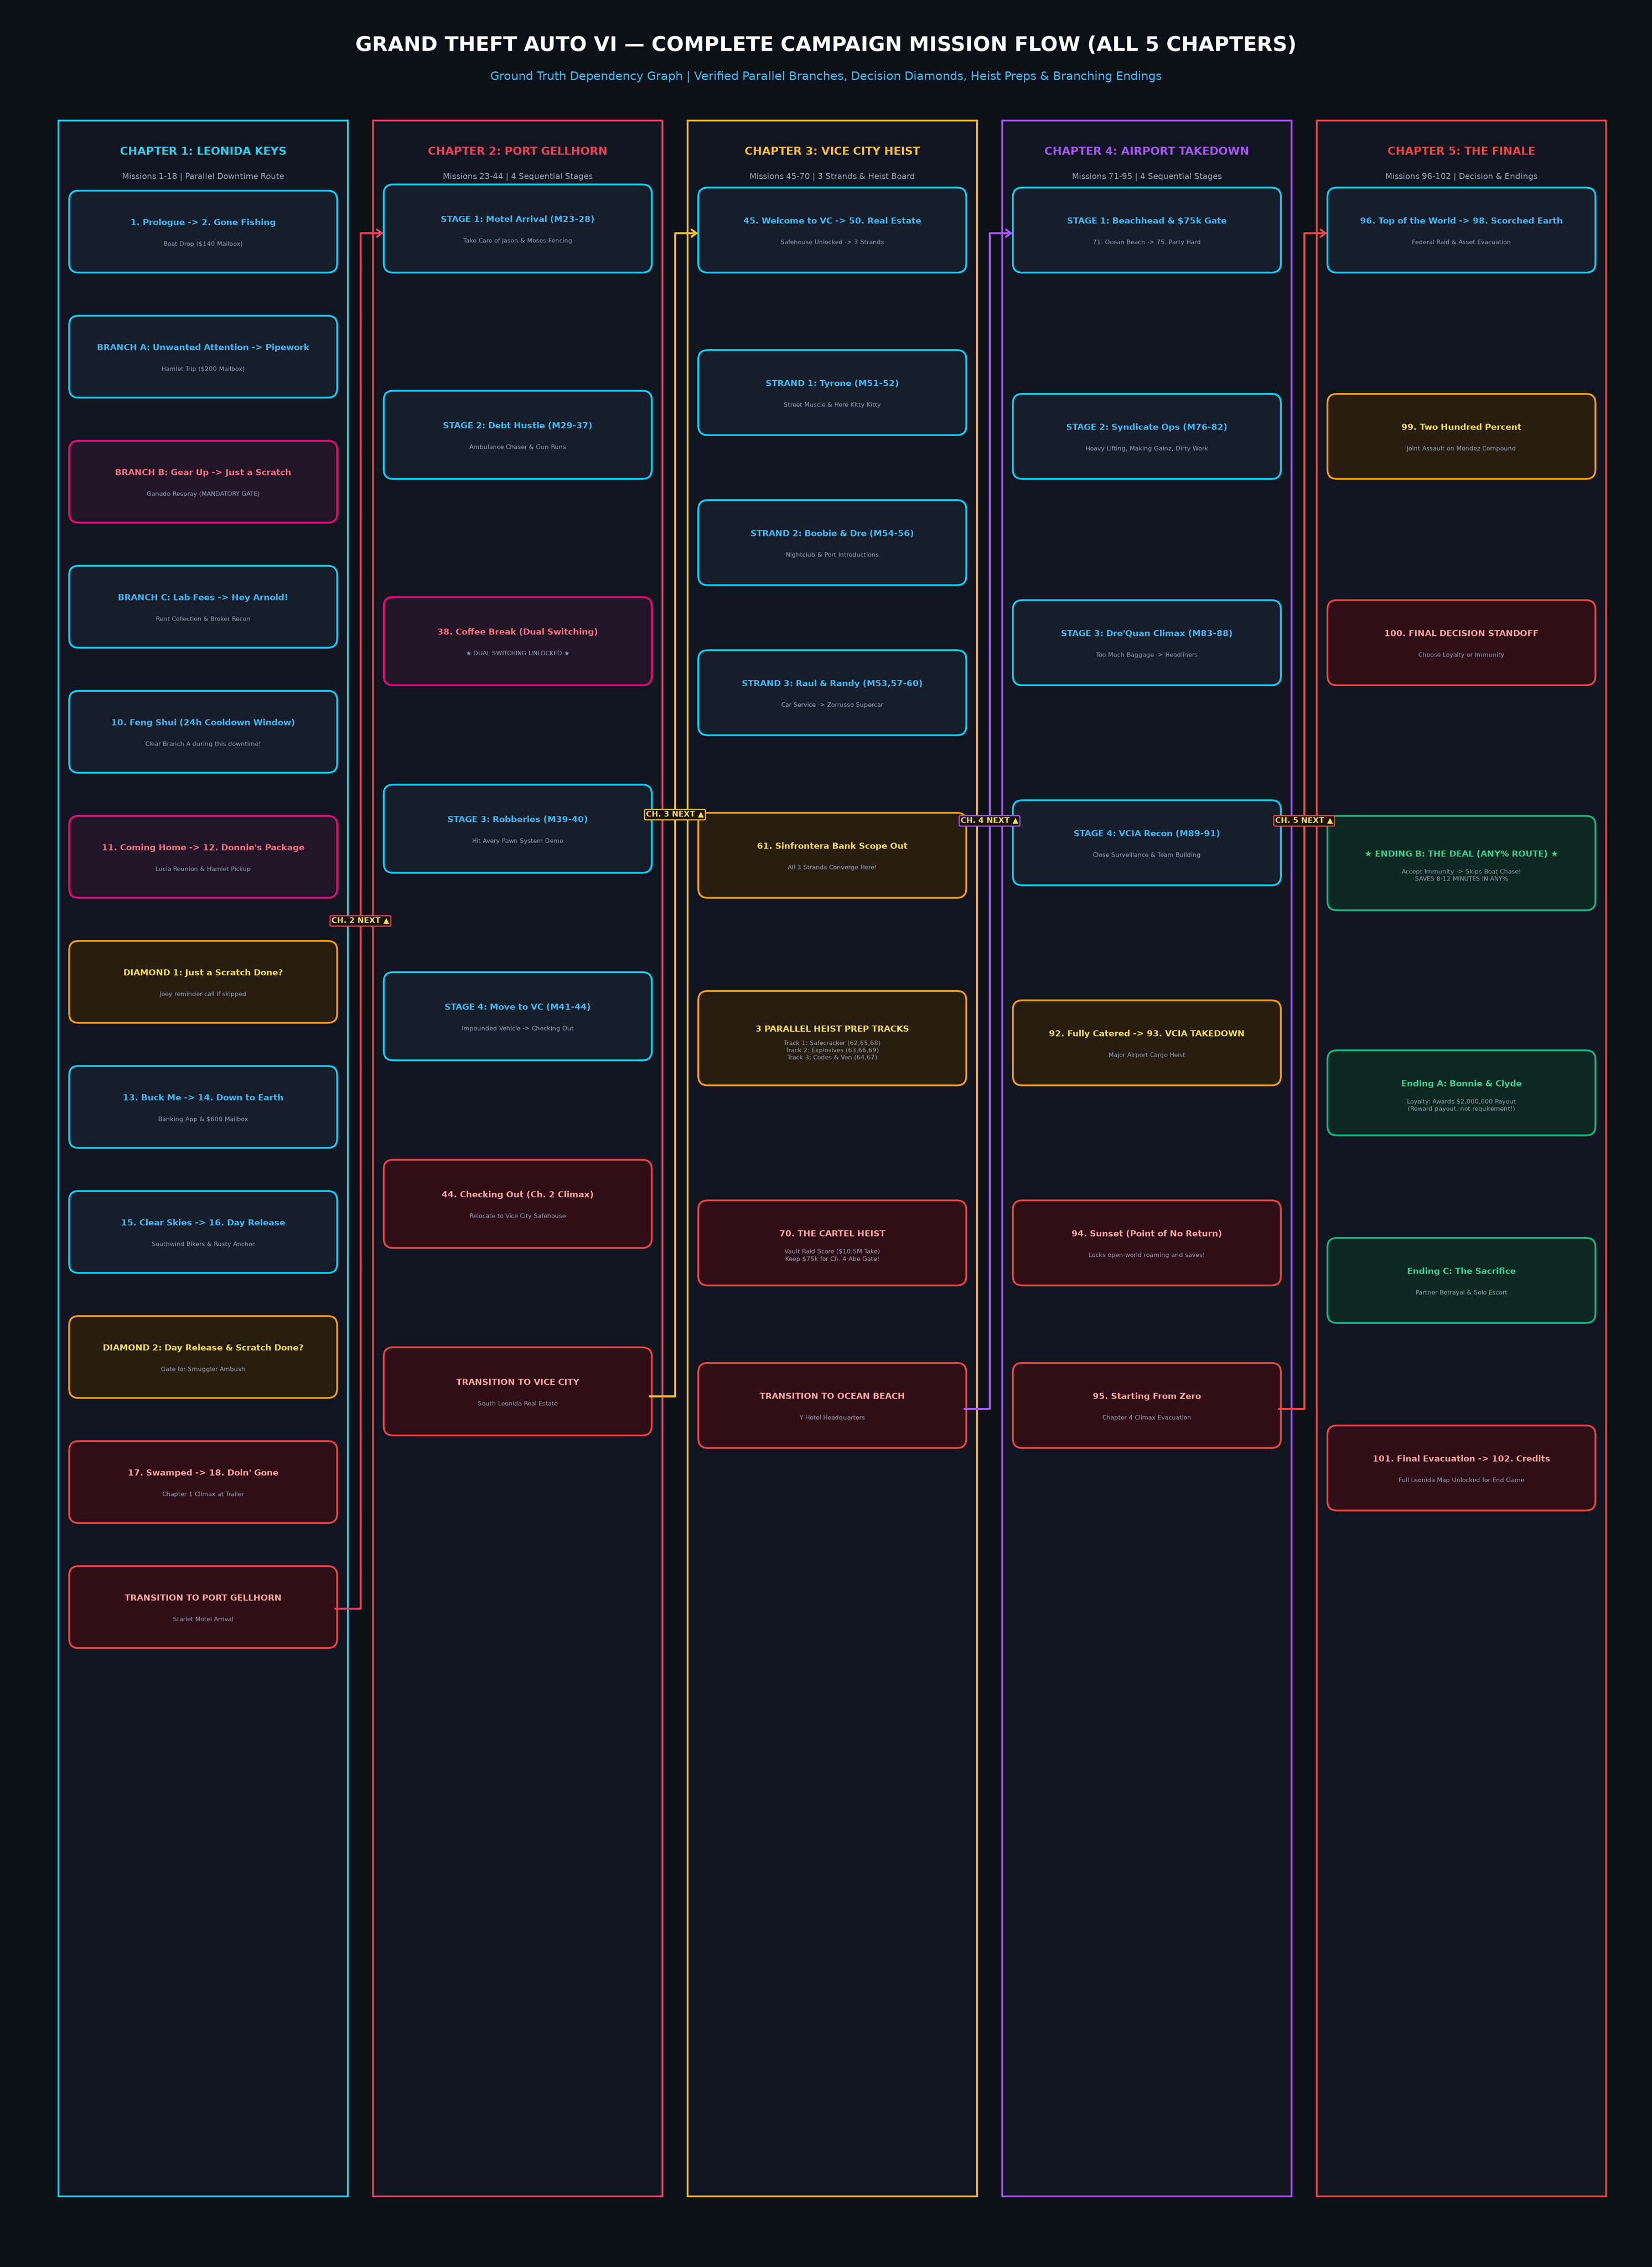 GRAND THEFT AUTO VI — COMPLETE CAMPAIGN MISSION FLOW (ALL 5 CHAPTERS)
Ground Truth Dependency Graph | Verified Parallel Branches, Decision Diamonds, Heist Preps & Branching Endings
CHAPTER 1: LEONIDA KEYS
Missions 1-18 | Parallel Downtime Route
1. Prologue -> 2. Gone Fishing
Boat Drop ($140 Mailbox)
BRANCH A: Unwanted Attention -> Pipework
Hamlet Trip ($200 Mailbox)
BRANCH B: Gear Up -> Just a Scratch
Ganado Respray (MANDATORY GATE)
BRANCH C: Lab Fees -> Hey Arnold!
Rent Collection & Broker Recon
10. Feng Shui (24h Cooldown Window)
Clear Branch A during this downtime!
11. Coming Home -> 12. Donnie's Package
Lucia Reunion & Hamlet Pickup
DIAMOND 1: Just a Scratch Done?
Joey reminder call if skipped
13. Buck Me -> 14. Down to Earth
Banking App & $600 Mailbox
15. Clear Skies -> 16. Day Release
Southwind Bikers & Rusty Anchor
DIAMOND 2: Day Release & Scratch Done?
Gate for Smuggler Ambush
17. Swamped -> 18. Doin' Gone
Chapter 1 Climax at Trailer
TRANSITION TO PORT GELLHORN
Starlet Motel Arrival
CH. 2 NEXT ▲
CHAPTER 2: PORT GELLHORN
Missions 23-44 | 4 Sequential Stages
STAGE 1: Motel Arrival (M23-28)
Take Care of Jason & Moses Fencing
STAGE 2: Debt Hustle (M29-37)
Ambulance Chaser & Gun Runs
38. Coffee Break (Dual Switching)
★ DUAL SWITCHING UNLOCKED ★
STAGE 3: Robberies (M39-40)
Hit Avery Pawn System Demo
STAGE 4: Move to VC (M41-44)
Impounded Vehicle -> Checking Out
44. Checking Out (Ch. 2 Climax)
Relocate to Vice City Safehouse
TRANSITION TO VICE CITY
South Leonida Real Estate
CH. 3 NEXT ▲
CHAPTER 3: VICE CITY HEIST
Missions 45-70 | 3 Strands & Heist Board
45. Welcome to VC -> 50. Real Estate
Safehouse Unlocked -> 3 Strands
STRAND 1: Tyrone (M51-52)
Street Muscle & Here Kitty Kitty
STRAND 2: Boobie & Dre (M54-56)
Nightclub & Port Introductions
STRAND 3: Raul & Randy (M53,57-60)
Car Service -> Zorrusso Supercar
61. Sinfrontera Bank Scope Out
All 3 Strands Converge Here!
3 PARALLEL HEIST PREP TRACKS
Track 1: Safecracker (62,65,68)
Track 2: Explosives (63,66,69)
Track 3: Codes & Van (64,67)
70. THE CARTEL HEIST
Vault Raid Score ($10.5M Take)
Keep $75k for Ch. 4 Abe Gate!
TRANSITION TO OCEAN BEACH
Y Hotel Headquarters
CH. 4 NEXT ▲
CHAPTER 4: AIRPORT TAKEDOWN
Missions 71-95 | 4 Sequential Stages
STAGE 1: Beachhead & $75k Gate
71. Ocean Beach -> 75. Party Hard
STAGE 2: Syndicate Ops (M76-82)
Heavy Lifting, Making Gainz, Dirty Work
STAGE 3: Dre'Quan Climax (M83-88)
Too Much Baggage -> Headliners
STAGE 4: VCIA Recon (M89-91)
Close Surveillance & Team Building
92. Fully Catered -> 93. VCIA TAKEDOWN
Major Airport Cargo Heist
94. Sunset (Point of No Return)
Locks open-world roaming and saves!
95. Starting From Zero
Chapter 4 Climax Evacuation
CH. 5 NEXT ▲
CHAPTER 5: THE FINALE
Missions 96-102 | Decision & Endings
96. Top of the World -> 98. Scorched Earth
Federal Raid & Asset Evacuation
99. Two Hundred Percent
Joint Assault on Mendez Compound
100. FINAL DECISION STANDOFF
Choose Loyalty or Immunity
★ ENDING B: THE DEAL (ANY% ROUTE) ★
Accept Immunity -> Skips Boat Chase!
SAVES 8-12 MINUTES IN ANY%
Ending A: Bonnie & Clyde
Loyalty: Awards $2,000,000 Payout
(Reward payout, not requirement!)
Ending C: The Sacrifice
Partner Betrayal & Solo Escort
101. Final Evacuation -> 102. Credits
Full Leonida Map Unlocked for End Game